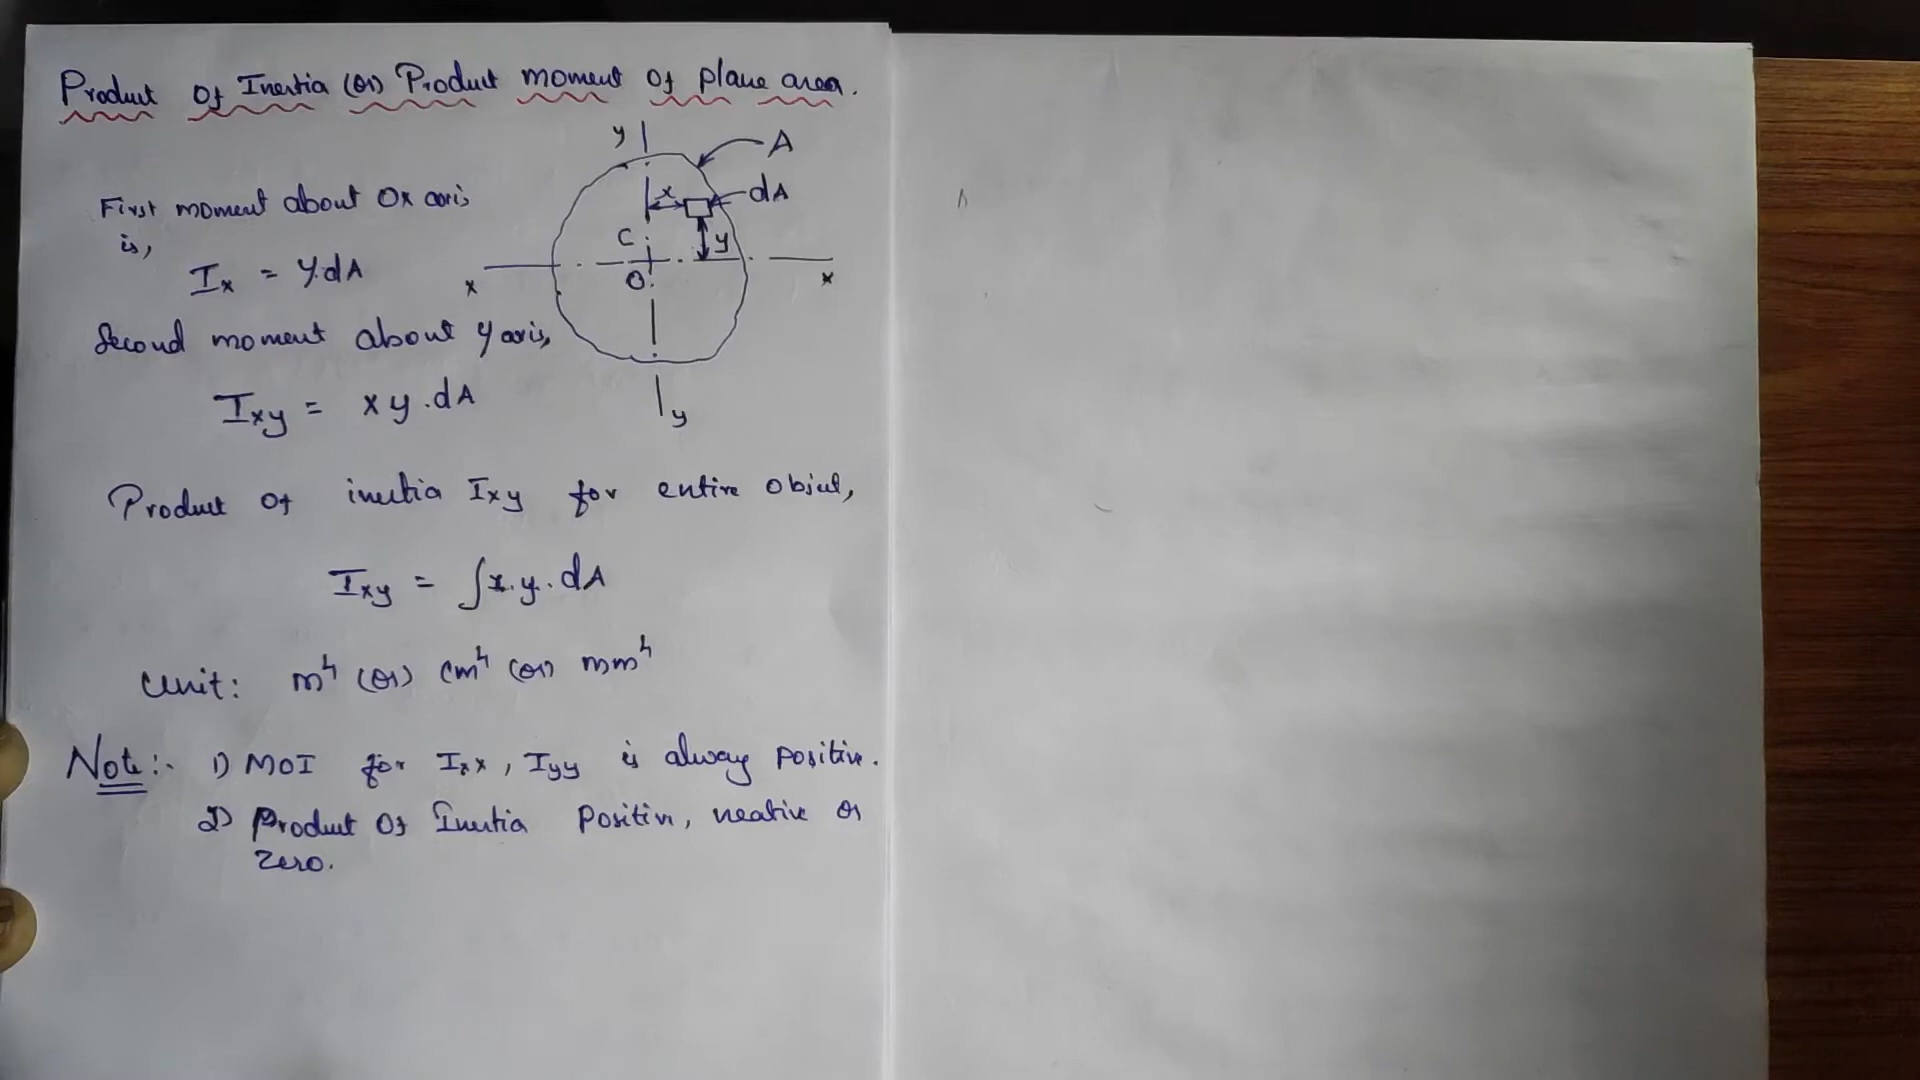 Product Of Inertia (or) Product moment of plane area.
y
A
First moment about Ox axis
x
dA
is,
C
y
Ix = y.dA
x
O
x
Second moment about y axis,
Ixy = xy.dA
y
Product Of inertia Ixy for entire object,
Ixy = ∫x.y.dA
Unit: m⁴ (or) cm⁴ (or) mm⁴
Note:- 1) MOI for Ixx, Iyy is alway positive.
2) Product Of Inertia Positive, neative or
Zero.